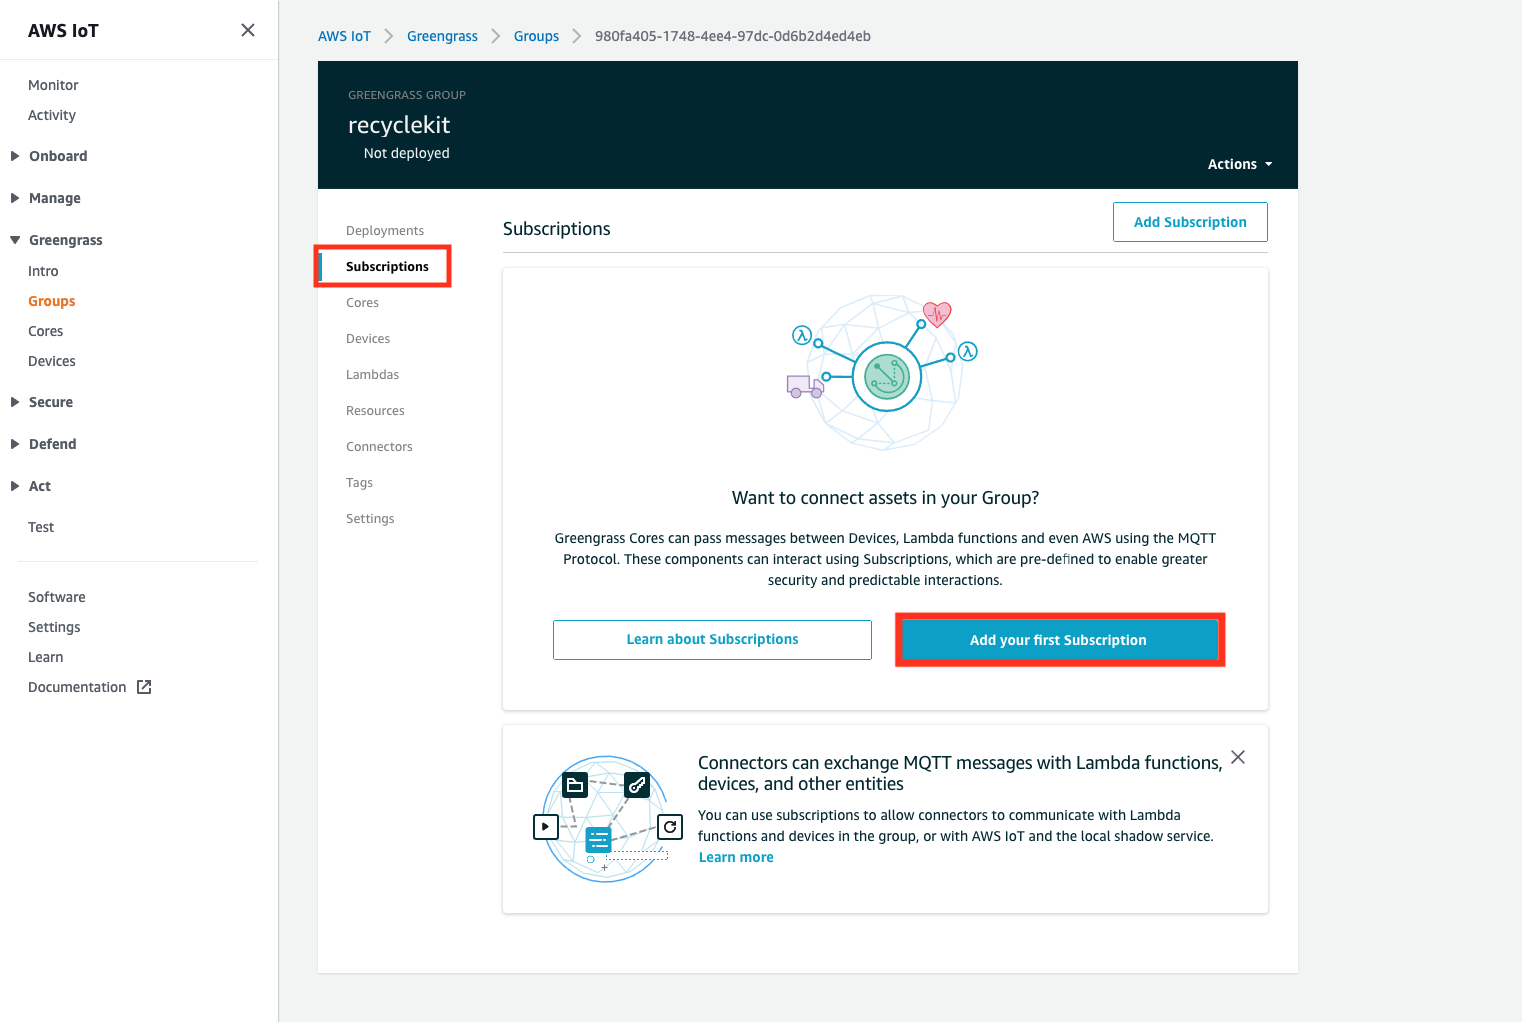 AWS IoT
Monitor
Activity
Onboard
Manage
Greengrass
Intro
Groups
Cores
Devices
Secure
Defend
Act
Test
Software
Settings
Learn
Documentation
AWS IoT
Greengrass
Groups
980fa405-1748-4ee4-97dc-0d6b2d4ed4eb
GREENGRASS GROUP
recyclekit
Not deployed
Actions
Deployments
Subscriptions
Cores
Devices
Lambdas
Resources
Connectors
Tags
Settings
Subscriptions
Add Subscription
λ
λ
Want to connect assets in your Group?
Greengrass Cores can pass messages between Devices, Lambda functions and even AWS using the MQTT
Protocol. These components can interact using Subscriptions, which are pre-defined to enable greater
security and predictable interactions.
Learn about Subscriptions
Add your first Subscription
Connectors can exchange MQTT messages with Lambda functions,
devices, and other entities
You can use subscriptions to allow connectors to communicate with Lambda
functions and devices in the group, or with AWS IoT and the local shadow service.
Learn more